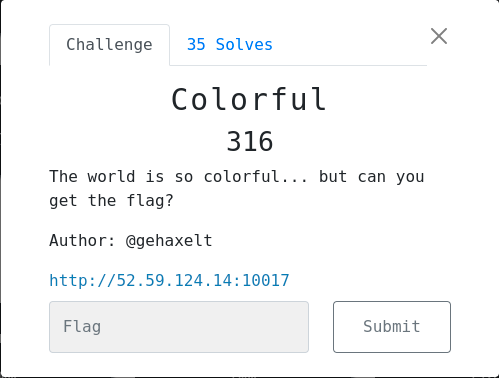 Challenge
35 Solves
Colorful
316
The world is so colorful... but can you
get the flag?
Author: @gehaxelt
http://52.59.124.14:10017
Flag
Submit